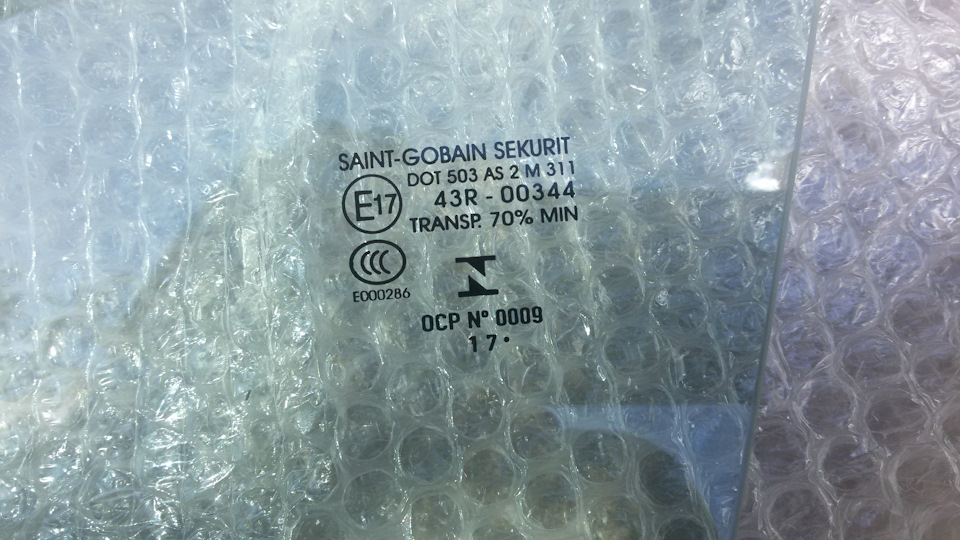 SAINT-GOBAIN SEKURIT
DOT 503 AS 2 M 311
E17
43R - 00344
TRANSP. 70% MIN
CCC
E000286
OCP Nº 0009
17•